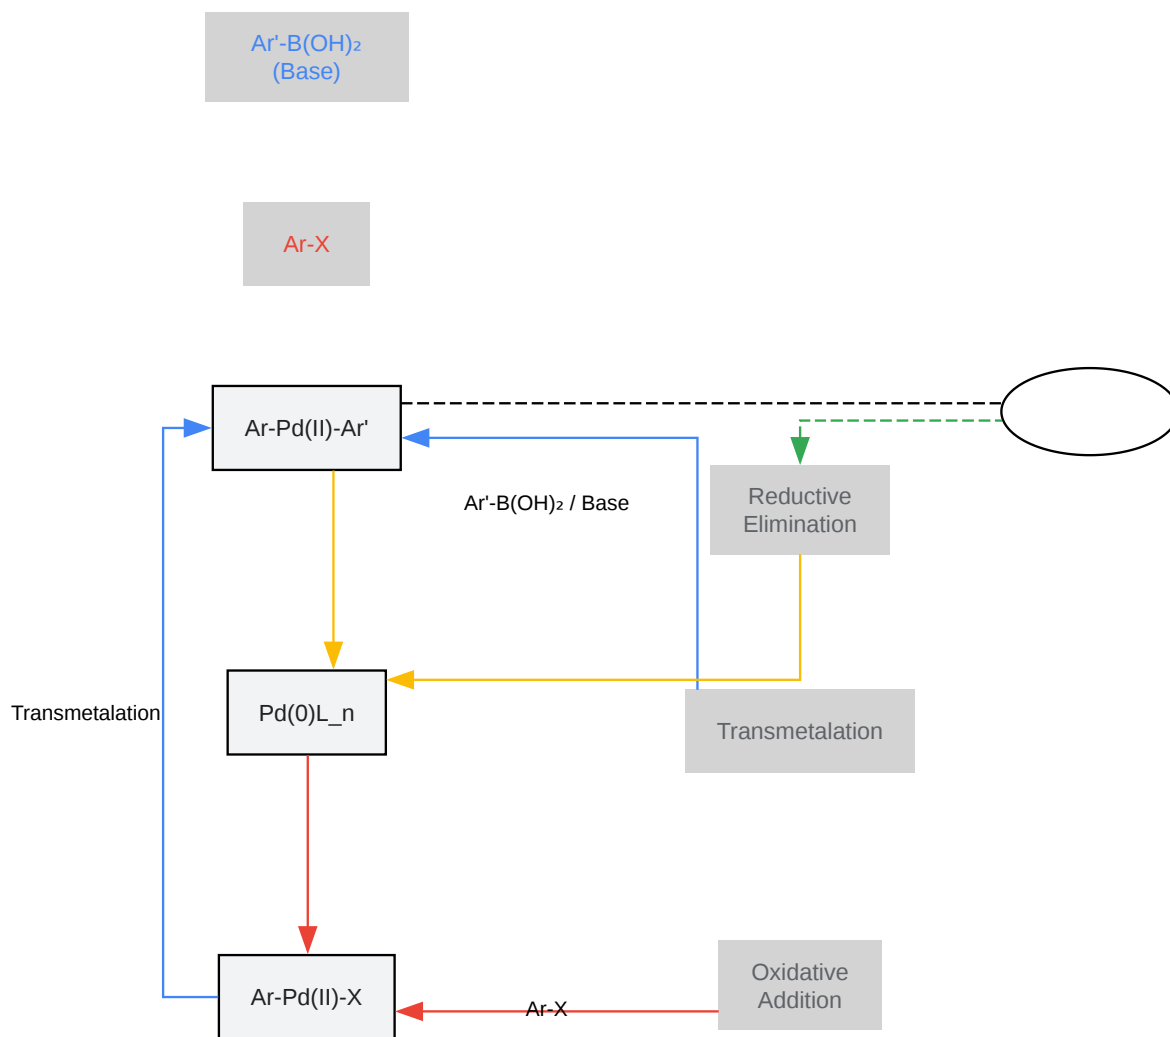 Ar'-B(OH)₂
(Base)
Ar-X
Ar-Pd(II)-Ar'
Ar'-B(OH)₂ / Base
Reductive
Elimination
Transmetalation
Pd(0)L_n
Transmetalation
Ar-Pd(II)-X
Ar-X
Oxidative
Addition